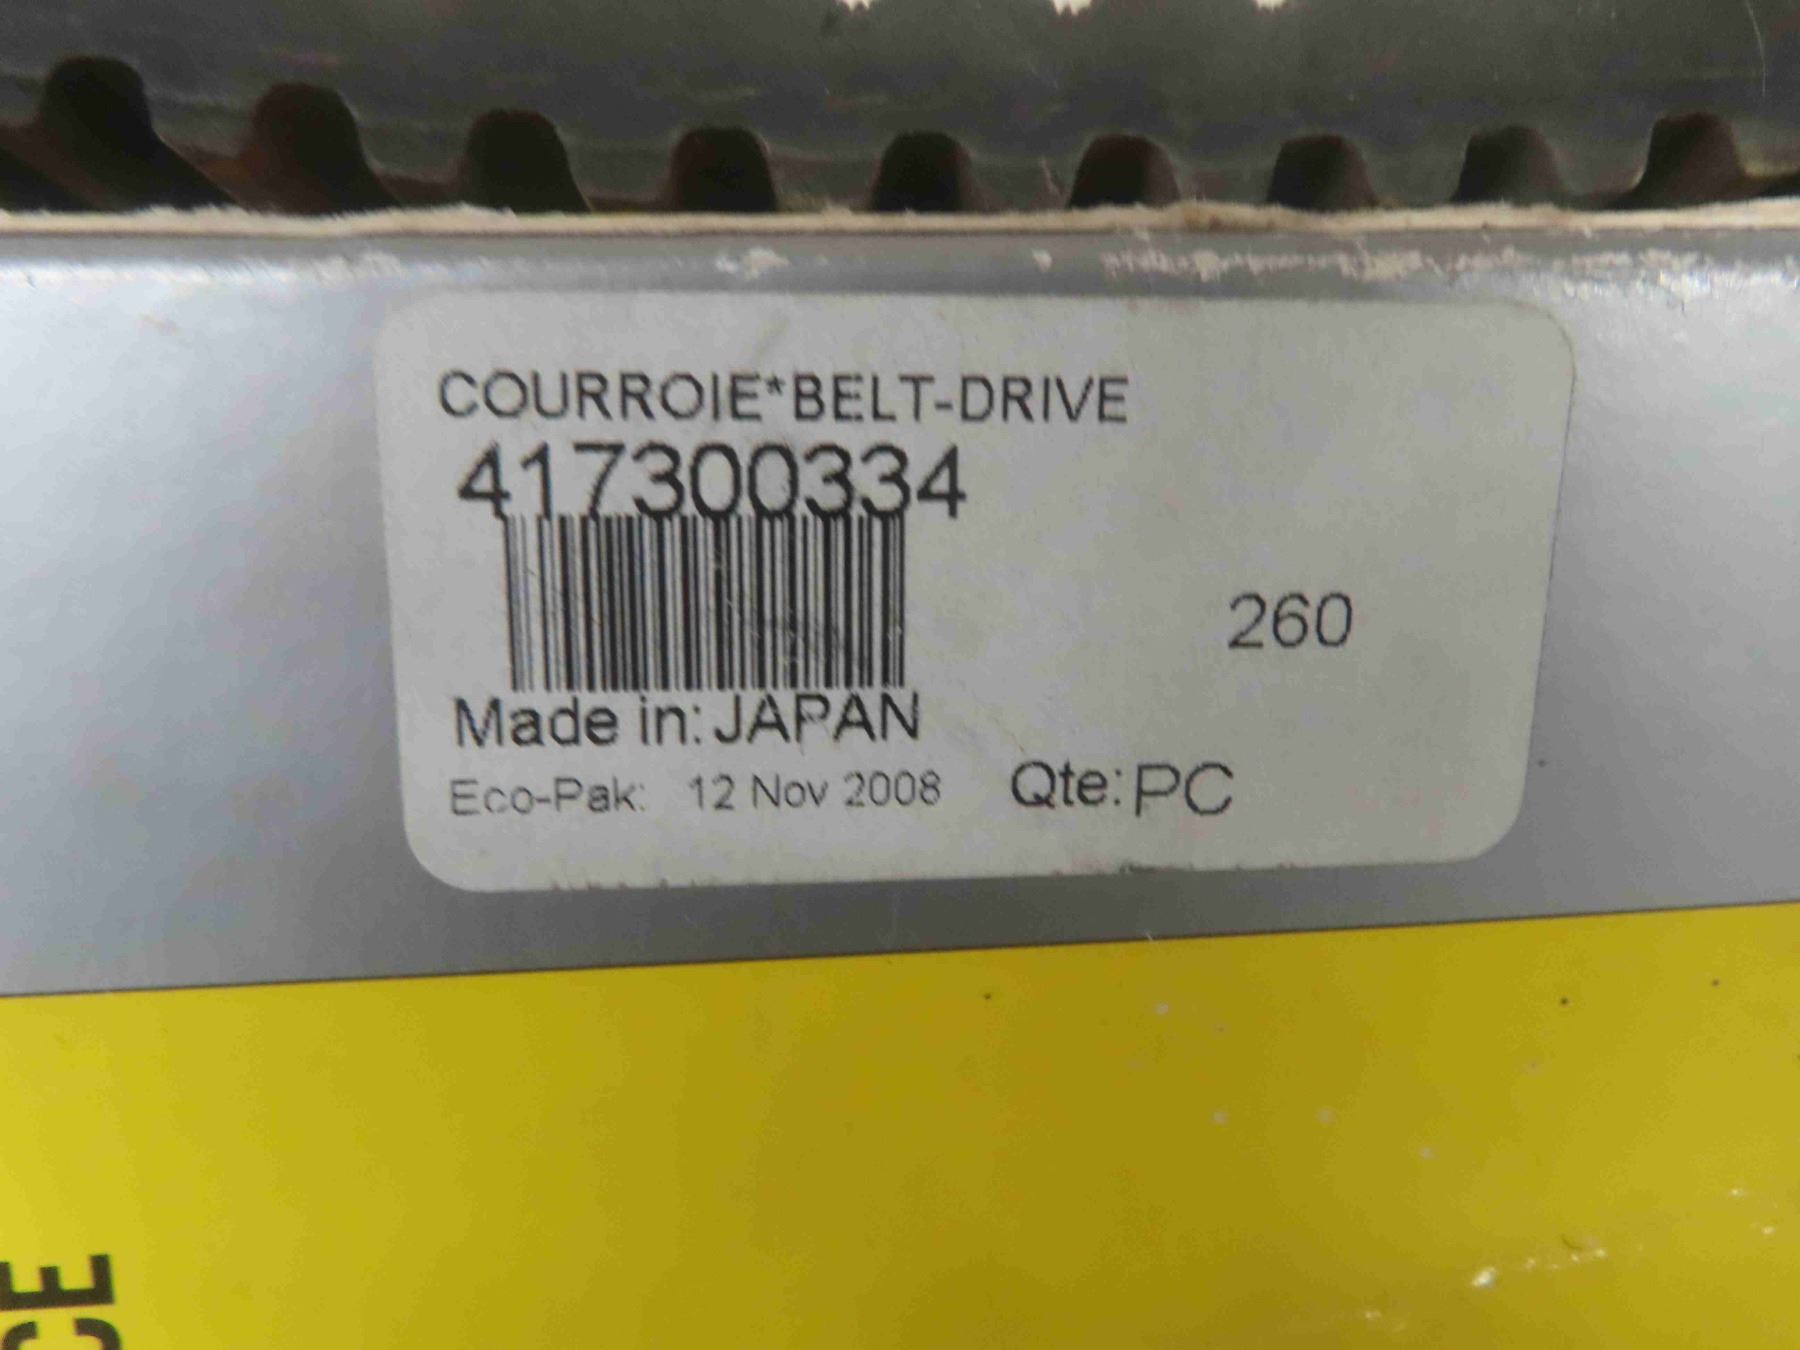 COURROIE*BELT-DRIVE
417300334
260
Made in: JAPAN
Eco-Pak: 12 Nov 2008 Qte: PC